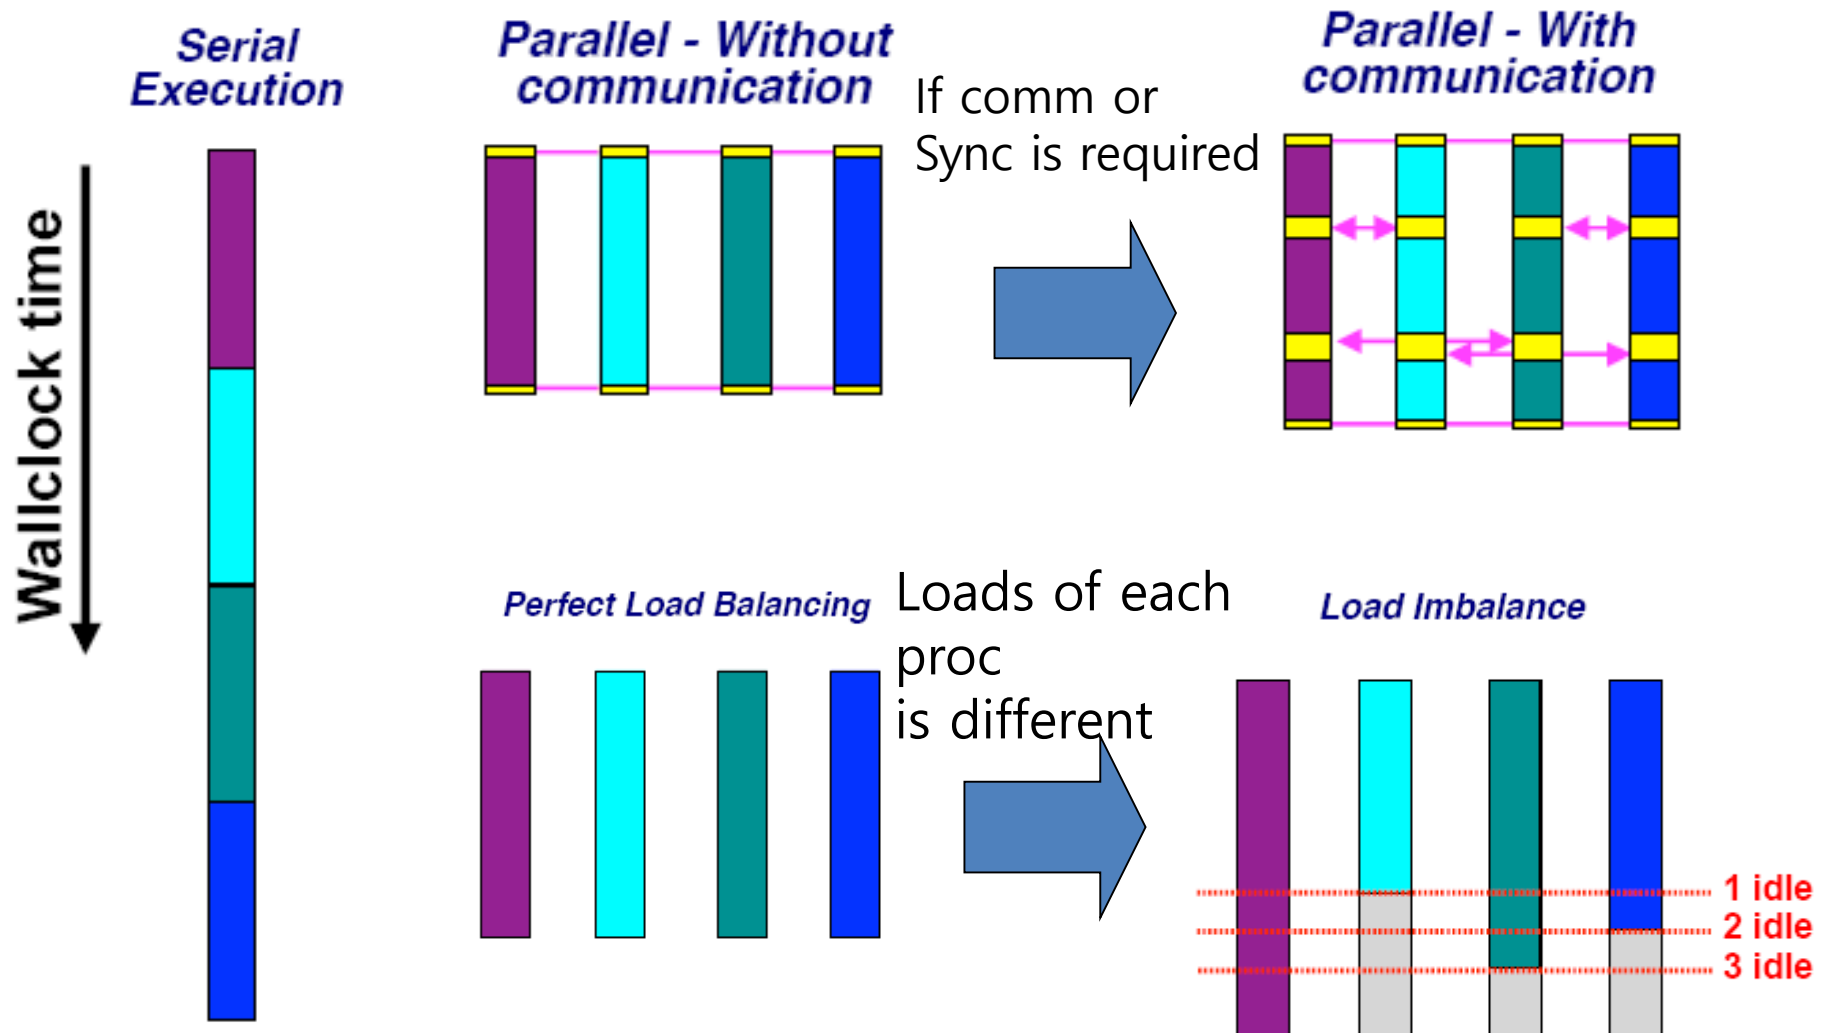 Serial
Execution
Parallel - Without
communication
If comm or
Sync is required
Parallel - With
communication
Wallclock time
Perfect Load Balancing
Loads of each
proc
is different
Load Imbalance
1 idle
2 idle
3 idle